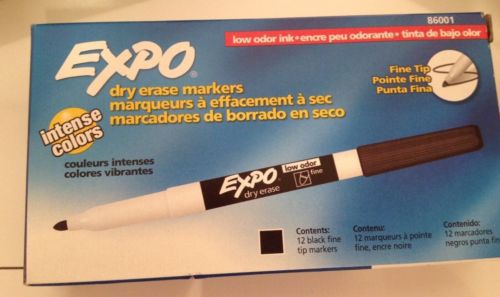 86001
low odor ink • encre peu odorante • tinta de bajo olor
EXPO®
dry erase markers
marqueurs à effacement à sec
marcadores de borrado en seco
Fine Tip
Pointe Fine
Punta Fina
intense
colors
couleurs intenses
colores vibrantes
EXPO
dry erase
low odor
fine
Contents:
12 black fine
tip markers
Contenu:
12 marqueurs à pointe
fine, encre noire
Contenido:
12 marcadores
negros punta fin